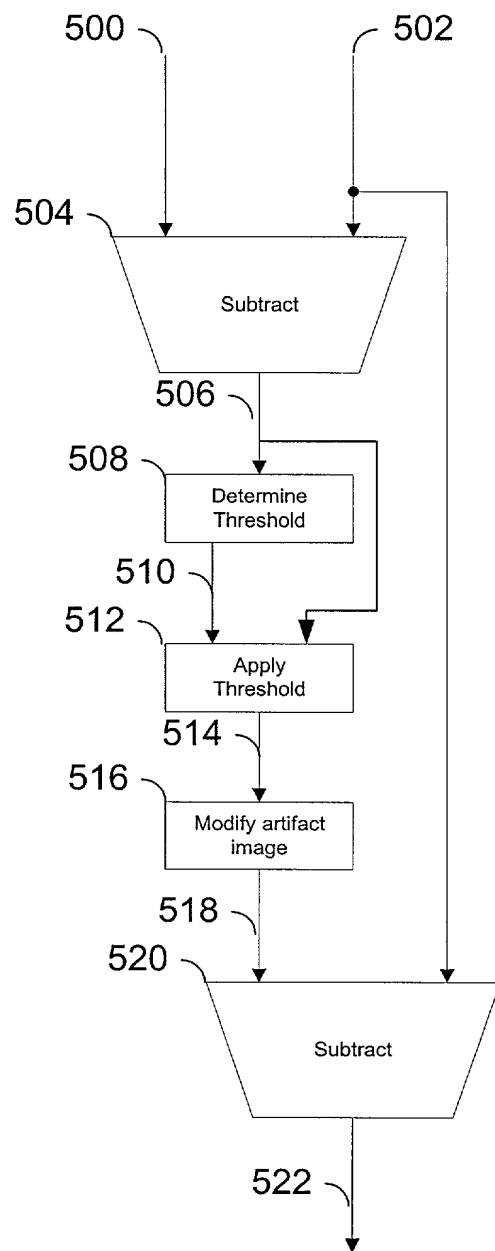 500
502
504
Subtract
506
508
Determine
Threshold
510
512
Apply
Threshold
514
516
Modify artifact
image
518
520
Subtract
522